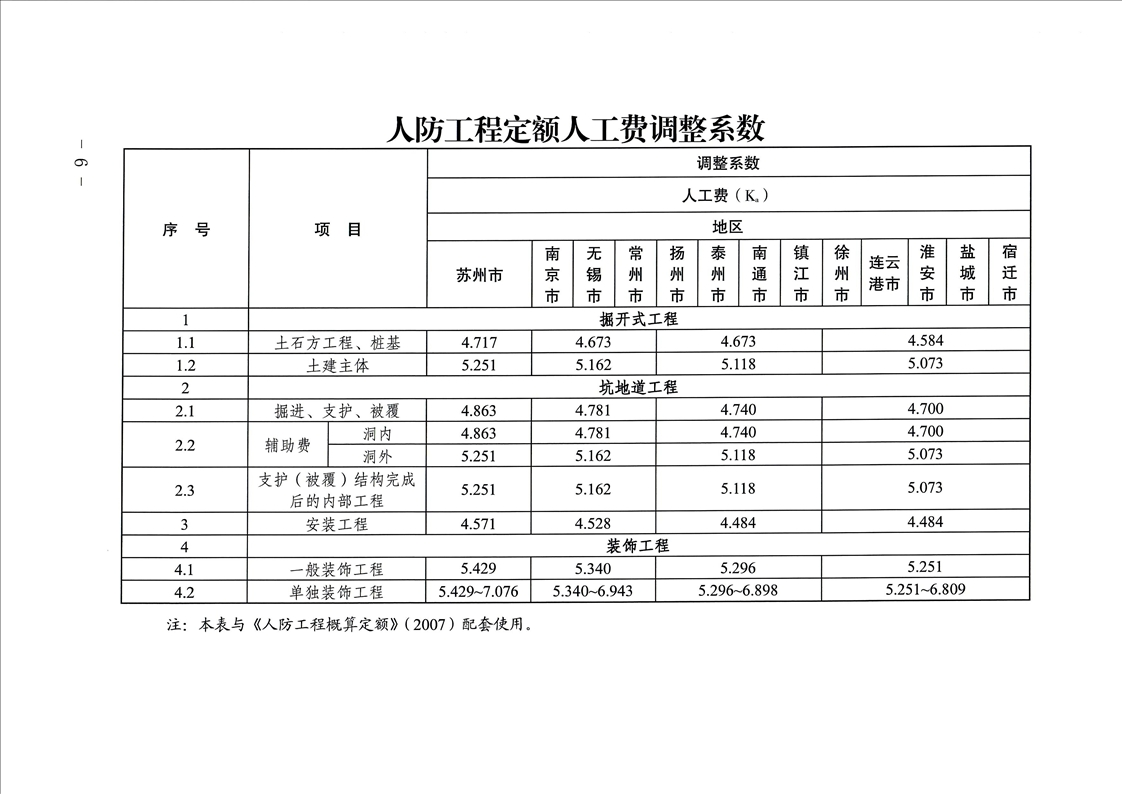 - 6 -
人防工程定额人工费调整系数
序 号 项 目 调整系数
人工费（Kₐ）
地区
苏州市 南京市 无锡市 常州市 扬州市 泰州市 南通市 镇江市 徐州市 连云港市 淮安市 盐城市 宿迁市
1 掘开式工程
1.1 土石方工程、桩基 4.717 4.673 4.673 4.584
1.2 土建主体 5.251 5.162 5.118 5.073
2 坑地道工程
2.1 掘进、支护、被覆 4.863 4.781 4.740 4.700
2.2 辅助费 洞内 4.863 4.781 4.740 4.700
洞外 5.251 5.162 5.118 5.073
2.3 支护（被覆）结构完成后的内部工程 5.251 5.162 5.118 5.073
3 安装工程 4.571 4.528 4.484 4.484
4 装饰工程
4.1 一般装饰工程 5.429 5.340 5.296 5.251
4.2 单独装饰工程 5.429~7.076 5.340~6.943 5.296~6.898 5.251~6.809
注：本表与《人防工程概算定额》（2007）配套使用。